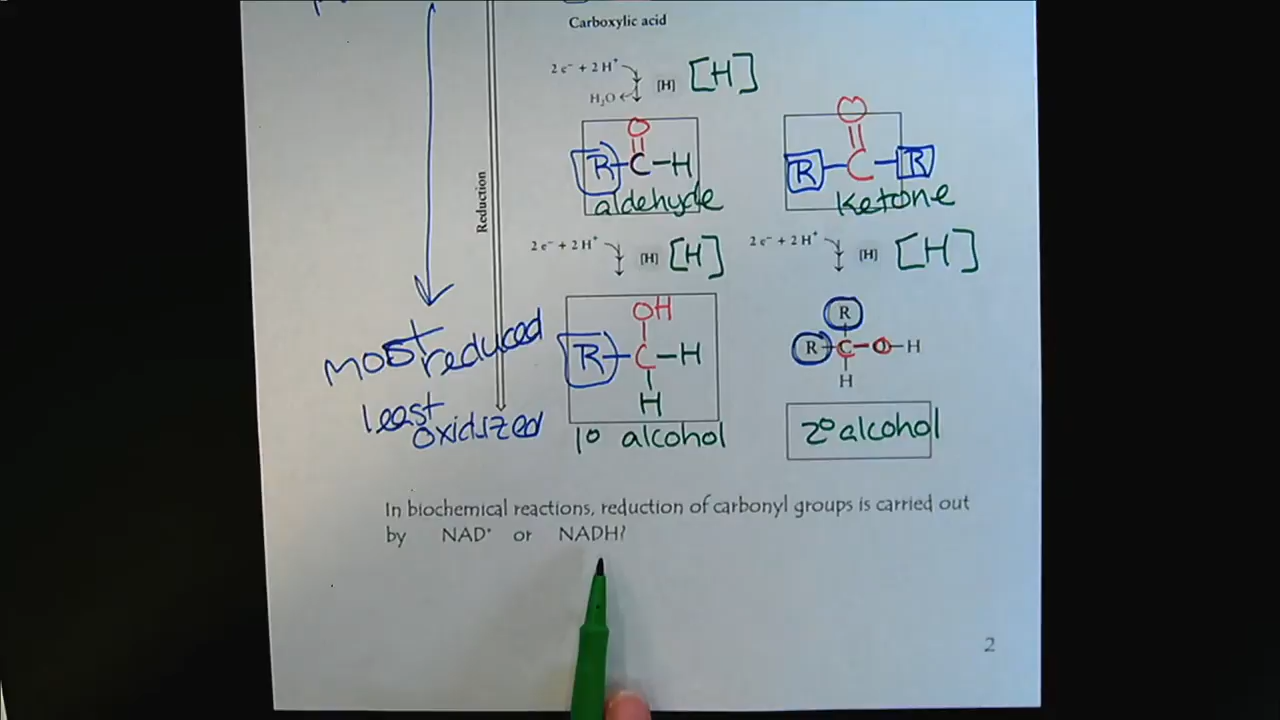 Carboxylic acid
2 e⁻ + 2 H⁺
[H] [H]
H₂O
O
R-C-H
aldehyde
O
R-C-R
Ketone
Reduction
2 e⁻ + 2 H⁺
[H] [H]
2 e⁻ + 2 H⁺
[H] [H]
OH
R-C-H
H
1° alcohol
R
R-C-O-H
H
2° alcohol
most reduced
least oxidized
In biochemical reactions, reduction of carbonyl groups is carried out
by NAD⁺ or NADH?
2